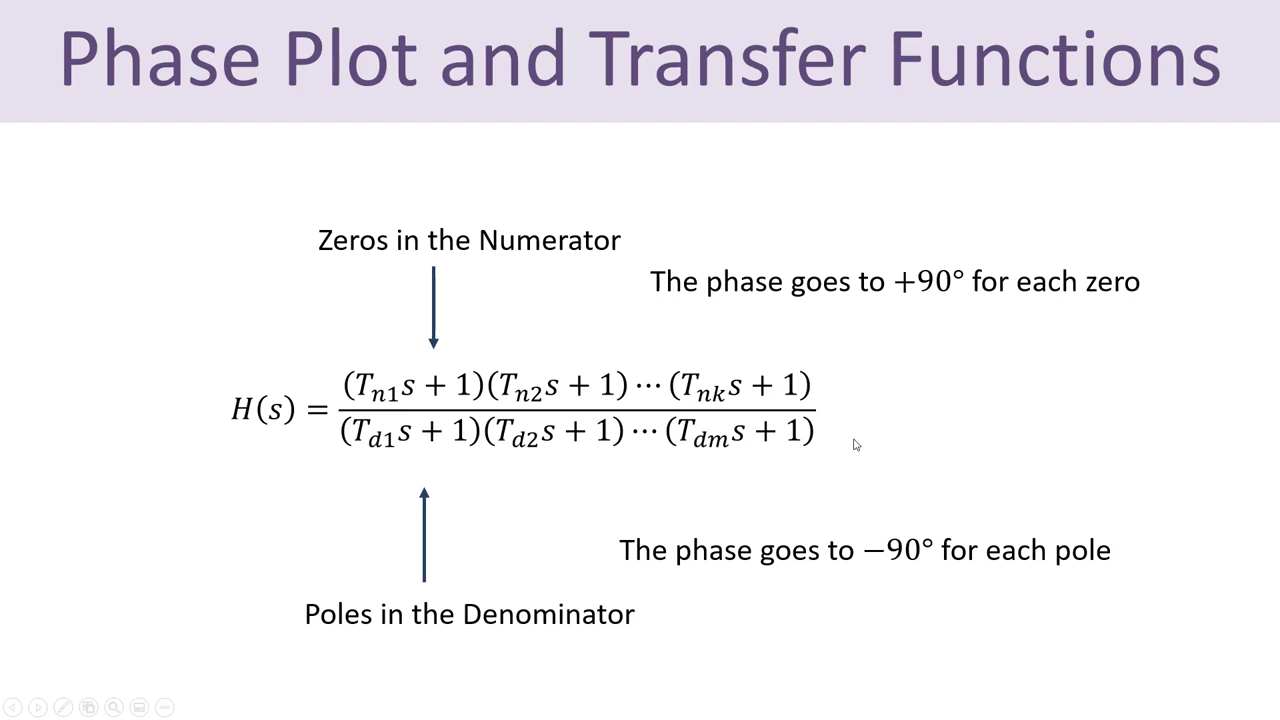 Phase Plot and Transfer Functions
Zeros in the Numerator
The phase goes to +90° for each zero
H(s) = (T_{n1}s + 1)(T_{n2}s + 1) ⋯ (T_{nk}s + 1) / (T_{d1}s + 1)(T_{d2}s + 1) ⋯ (T_{dm}s + 1)
The phase goes to −90° for each pole
Poles in the Denominator